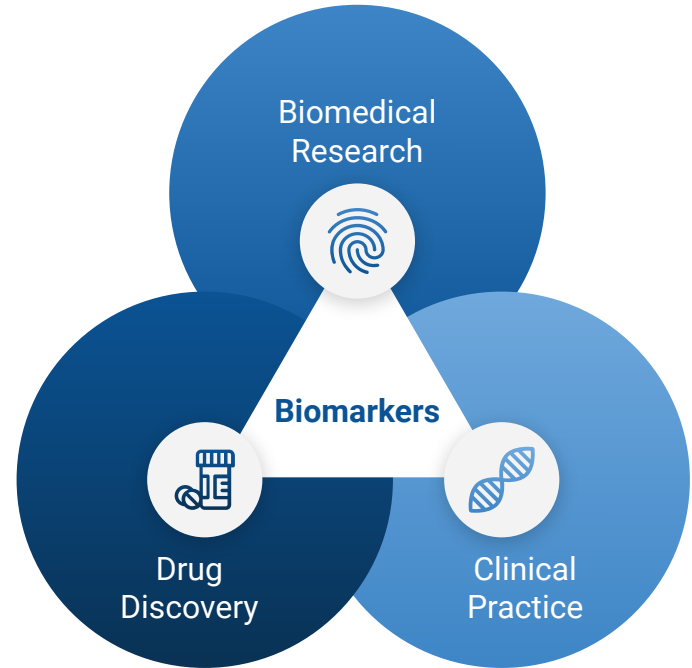 Biomedical
Research
Biomarkers
Drug
Discovery
Clinical
Practice